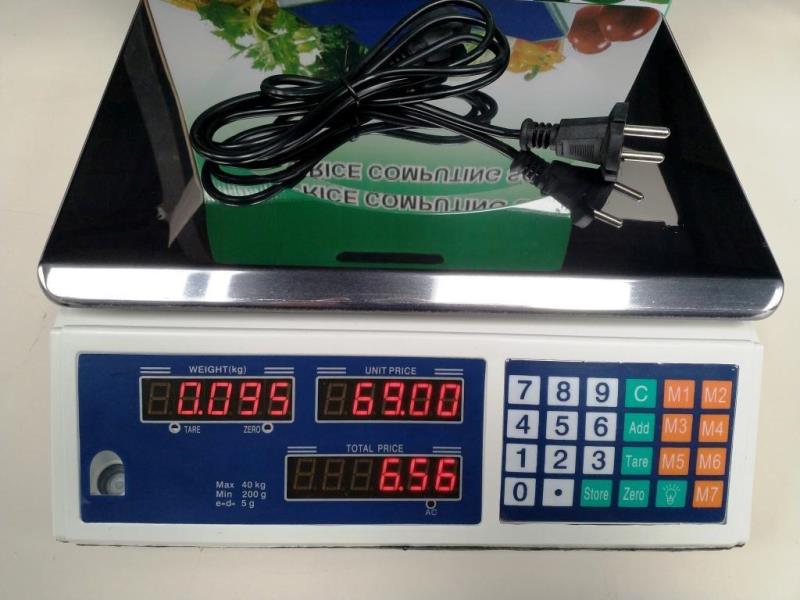 RICE COMPUTING SC
RICE COMPUTING
WEIGHT(kg)
0.095
TARE
ZERO
UNIT PRICE
69.00
TOTAL PRICE
6.56
AC
Max 40 kg
Min 200 g
e=d= 5 g
7 8 9 C M1 M2
4 5 6 Add M3 M4
1 2 3 Tare M5 M6
0 • Store Zero M7